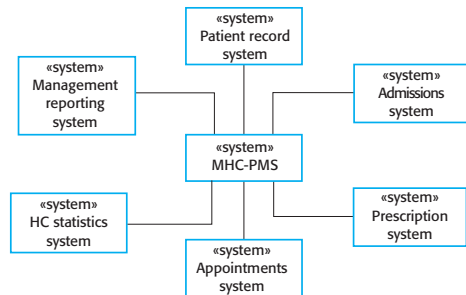 «system»
Patient record
system
«system»
Management
reporting
system
«system»
Admissions
system
«system»
MHC-PMS
«system»
HC statistics
system
«system»
Prescription
system
«system»
Appointments
system